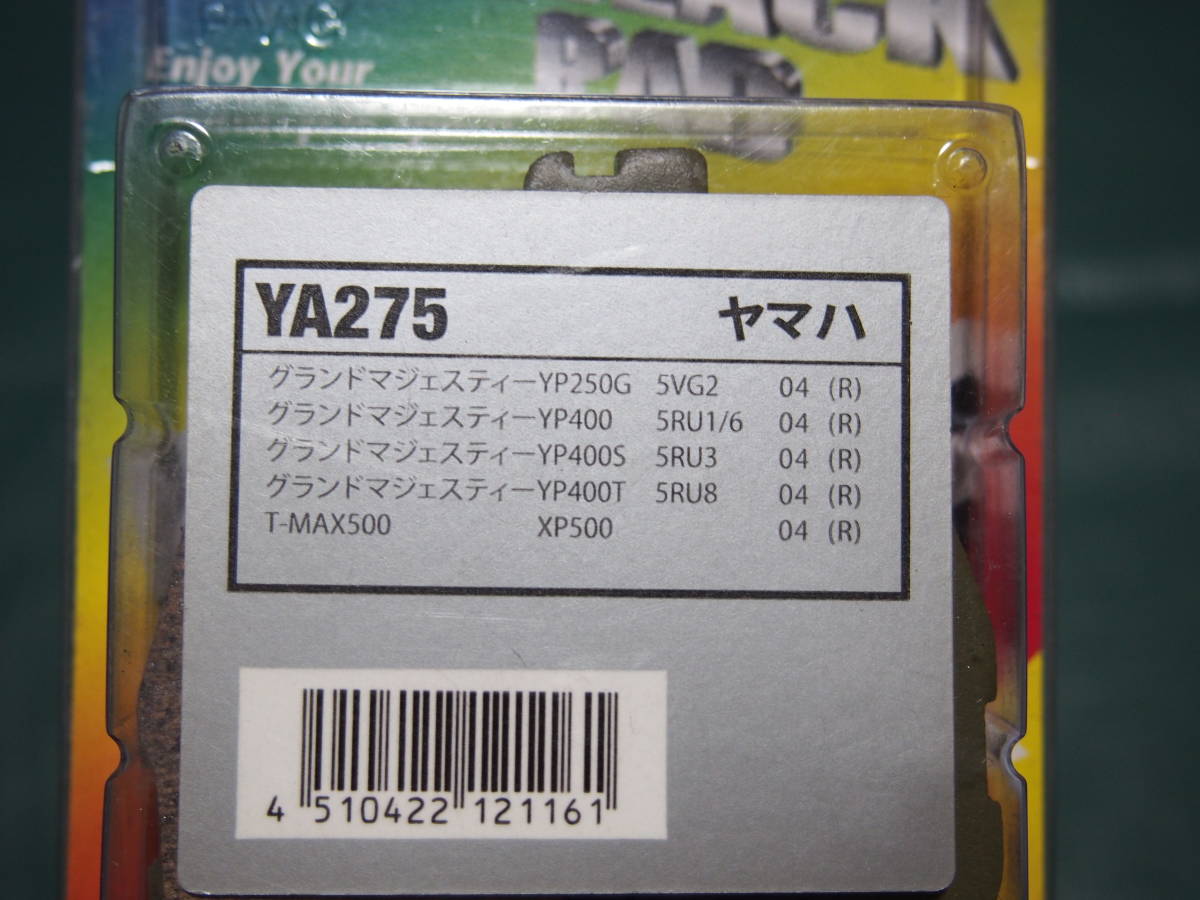 Enjoy Your
PAD
YA275 ヤマハ
グランドマジェスティーYP250G 5VG2 04 (R)
グランドマジェスティーYP400 5RU1/6 04 (R)
グランドマジェスティーYP400S 5RU3 04 (R)
グランドマジェスティーYP400T 5RU8 04 (R)
T-MAX500 XP500 04 (R)
4 510422 121161